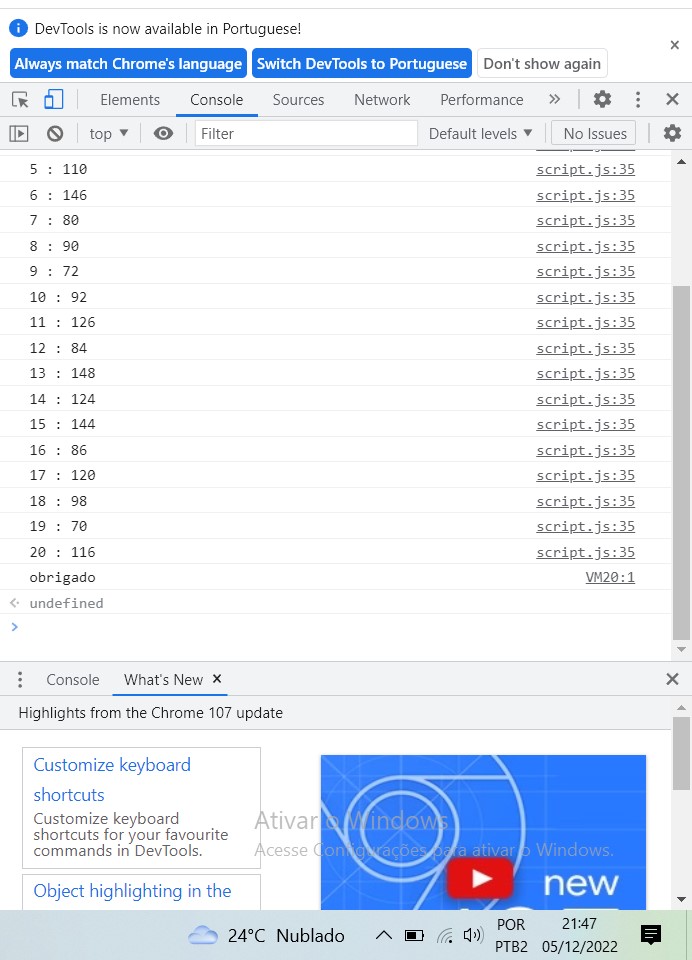 DevTools is now available in Portuguese!
Always match Chrome's language Switch DevTools to Portuguese Don't show again
Elements Console Sources Network Performance
top Filter Default levels No Issues
5 : 110 script.js:35
6 : 146 script.js:35
7 : 80 script.js:35
8 : 90 script.js:35
9 : 72 script.js:35
10 : 92 script.js:35
11 : 126 script.js:35
12 : 84 script.js:35
13 : 148 script.js:35
14 : 124 script.js:35
15 : 144 script.js:35
16 : 86 script.js:35
17 : 120 script.js:35
18 : 98 script.js:35
19 : 70 script.js:35
20 : 116 script.js:35
obrigado VM20:1
undefined
Console What's New
Highlights from the Chrome 107 update
Customize keyboard
shortcuts
Customize keyboard
shortcuts for your favourite
commands in DevTools.
Object highlighting in the
Ativar o Windows
Acesse Configurações para ativar o Windows.
new
24°C Nublado
POR
PTB2
21:47
05/12/2022